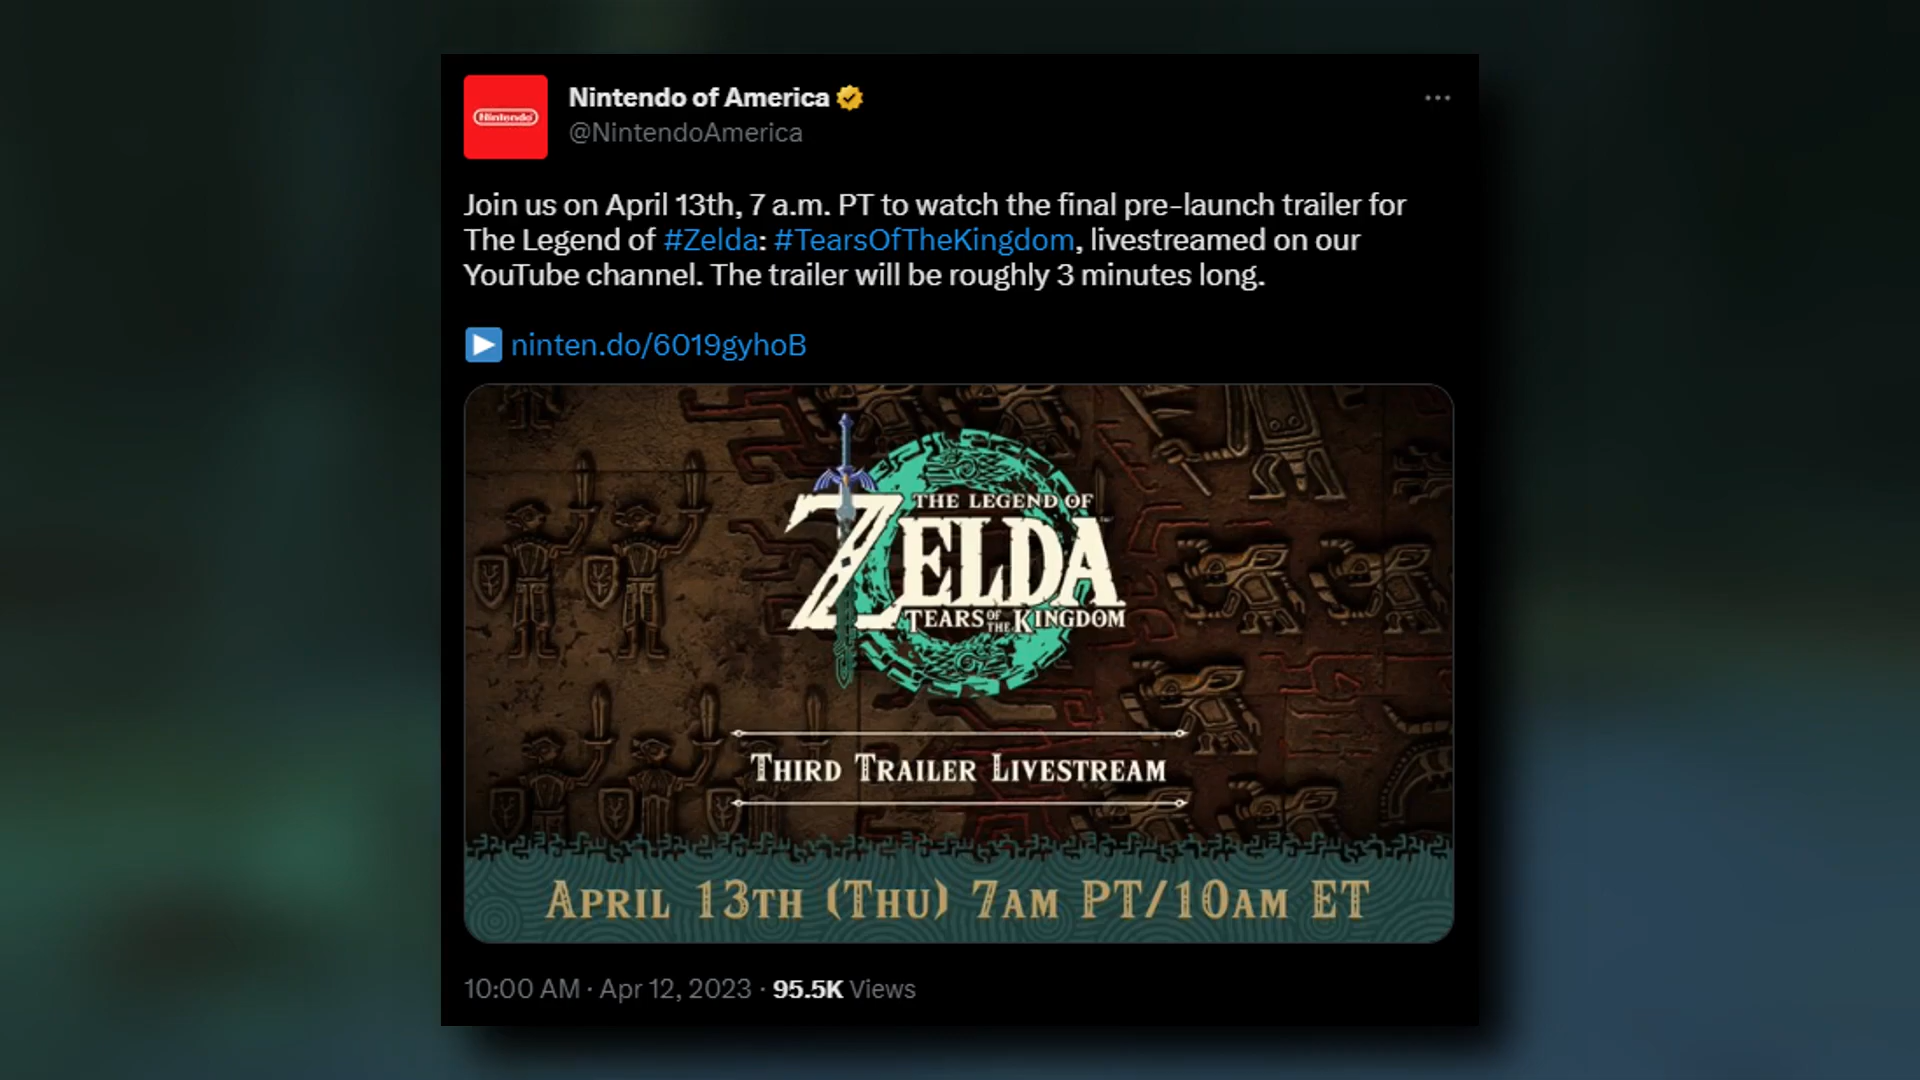 Nintendo
Nintendo of America
@NintendoAmerica
Join us on April 13th, 7 a.m. PT to watch the final pre-launch trailer for
The Legend of #Zelda: #TearsOfTheKingdom, livestreamed on our
YouTube channel. The trailer will be roughly 3 minutes long.
ninten.do/6019gyhoB
THE LEGEND OF
ZELDA
TEARS OF THE KINGDOM
THIRD TRAILER LIVESTREAM
APRIL 13TH (THU) 7AM PT/10AM ET
10:00 AM · Apr 12, 2023 · 95.5K Views